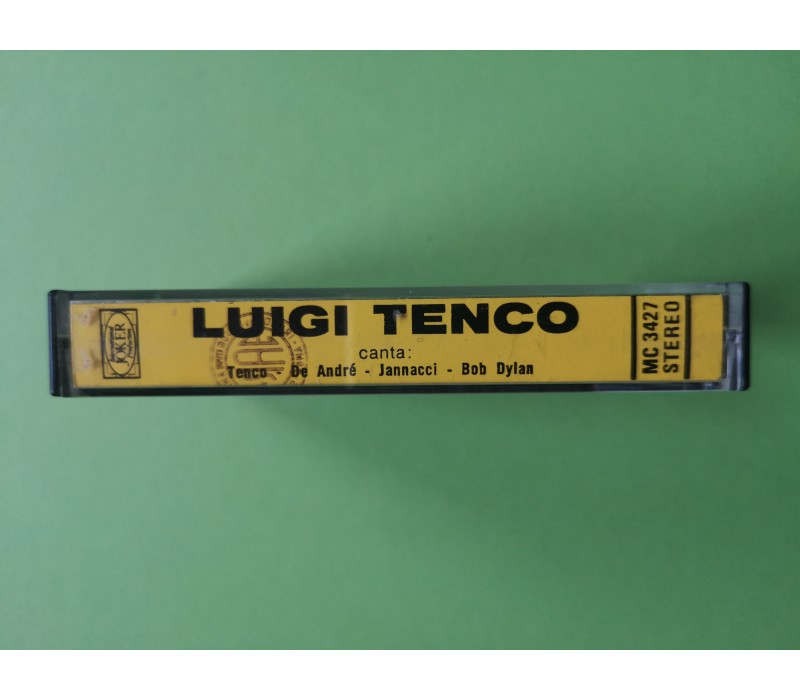 JOKER
LUIGI TENCO
canta:
Tenco - De André - Jannacci - Bob Dylan
MC 3427
STEREO